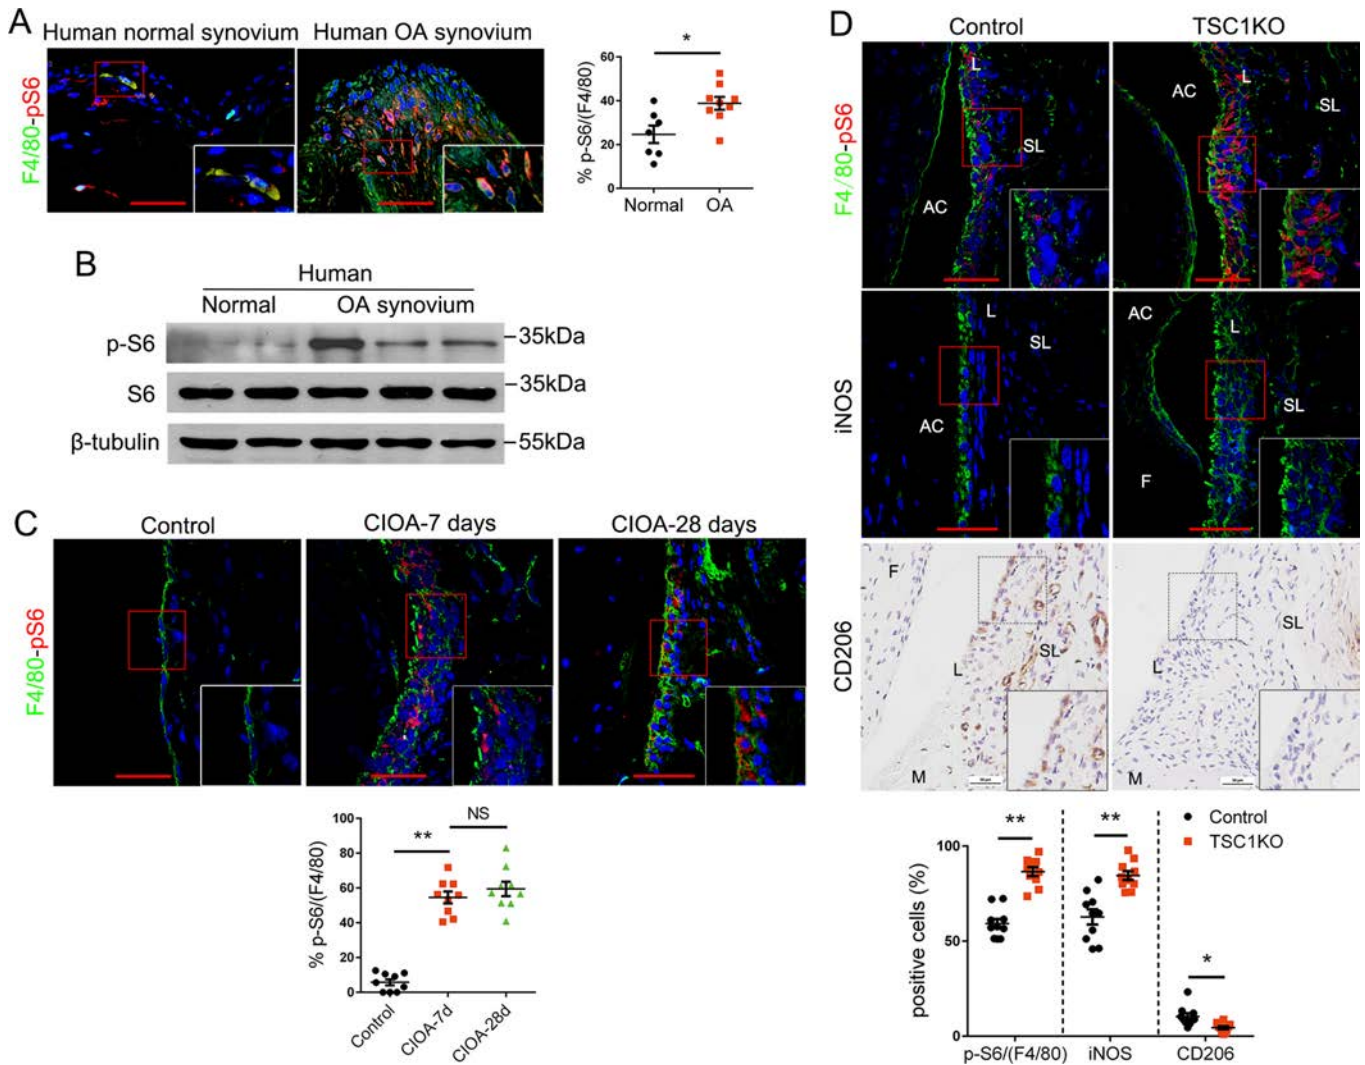 A
Human normal synovium
Human OA synovium
F4/80-pS6
% p-S6/(F4/80)
60
40
20
0
*
Normal
OA
B
Human
Normal
OA synovium
p-S6
35kDa
S6
35kDa
β-tubulin
55kDa
C
Control
CIOA-7 days
CIOA-28 days
F4/80-pS6
% p-S6/(F4/80)
100
80
60
40
20
0
**
NS
Control
CIOA-7d
CIOA-28d
D
Control
TSC1KO
F4/80-pS6
L
AC
SL
L
AC
SL
iNOS
L
SL
AC
AC
L
SL
F
CD206
F
L
SL
M
SL
L
M
Control
TSC1KO
positive cells (%)
100
50
0
**
**
*
p-S6/(F4/80)
iNOS
CD206